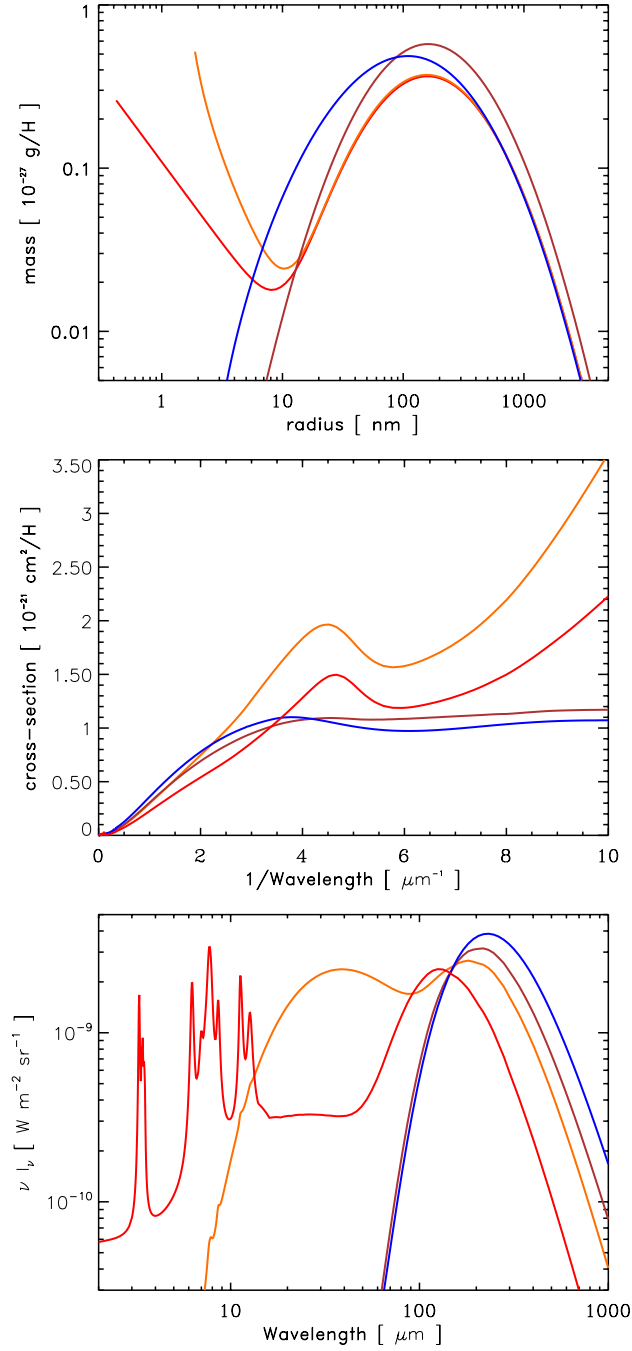 1
0.1
0.01
mass [ 10⁻²⁷ g/H ]
1 10 100 1000
radius [ nm ]
3.50
3
2.50
2
1.50
1
0.50
0
cross-section [ 10⁻²¹ cm²/H ]
0 2 4 6 8 10
1/Wavelength [ μm⁻¹ ]
10⁻⁹
10⁻¹⁰
ν Iᵥ [ W m⁻² sr⁻¹ ]
10 100 1000
Wavelength [ μm ]